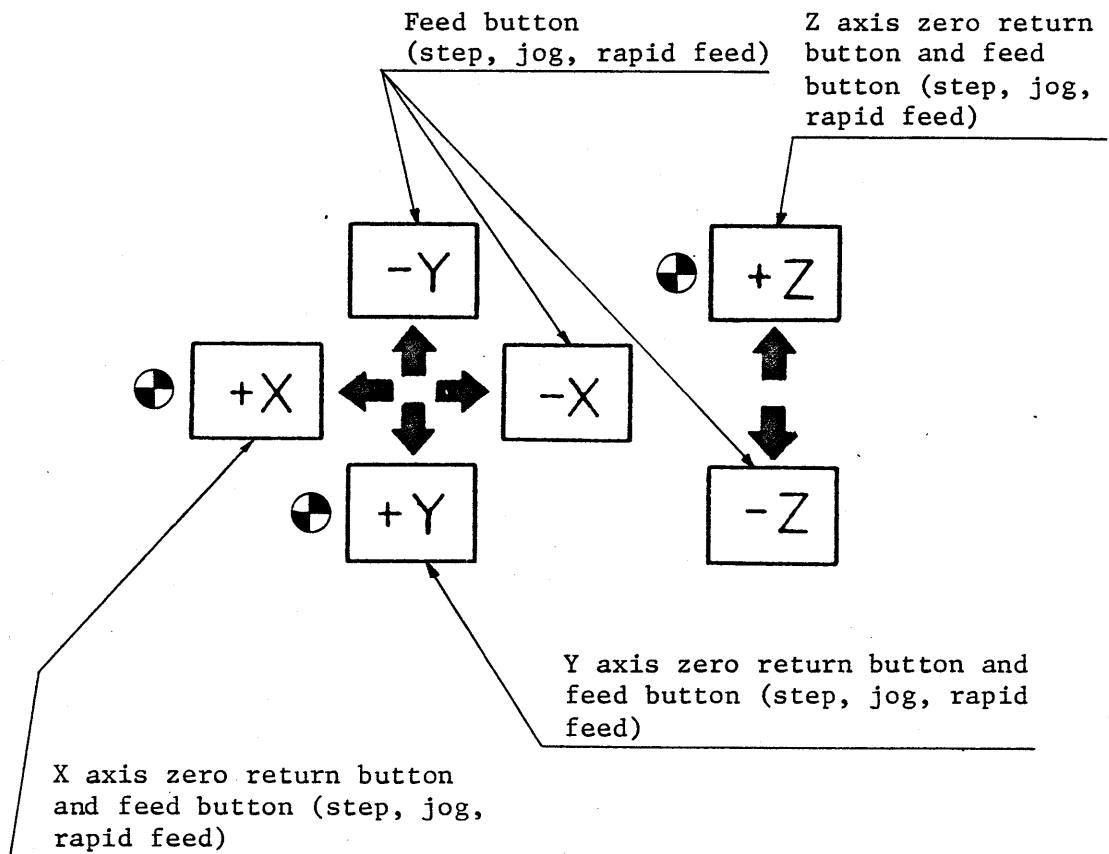 Feed button
(step, jog, rapid feed)
Z axis zero return
button and feed
button (step, jog,
rapid feed)
-Y
+Z
+X
-X
+Y
-Z
Y axis zero return button and
feed button (step, jog, rapid
feed)
X axis zero return button
and feed button (step, jog,
rapid feed)